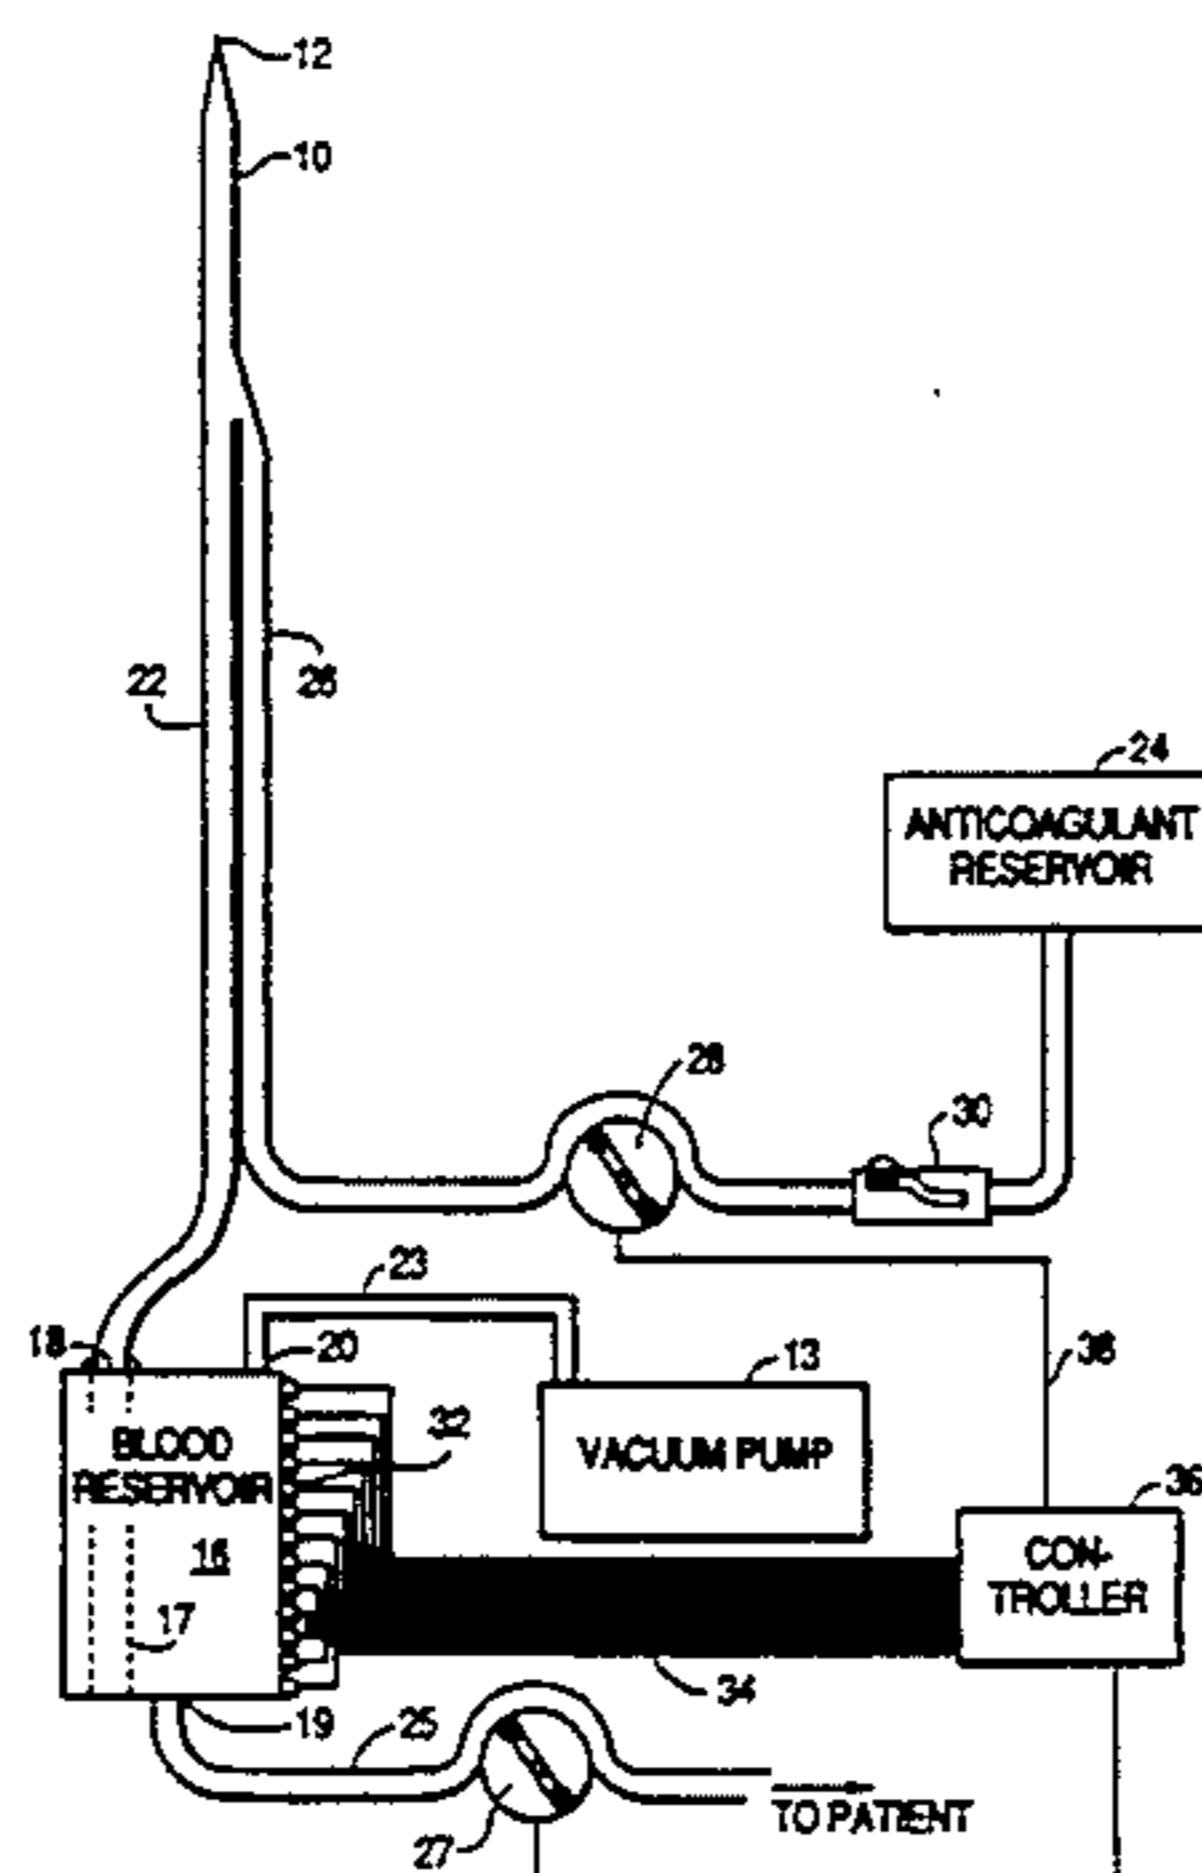 12
10
22
26
24
ANTICOAGULANT
RESERVOIR
28
30
23
18
20
13
38
32
VACUUM PUMP
36
BLOOD
RESERVOIR
16
CON-
TROLLER
17
34
19
25
TO PATIENT
27